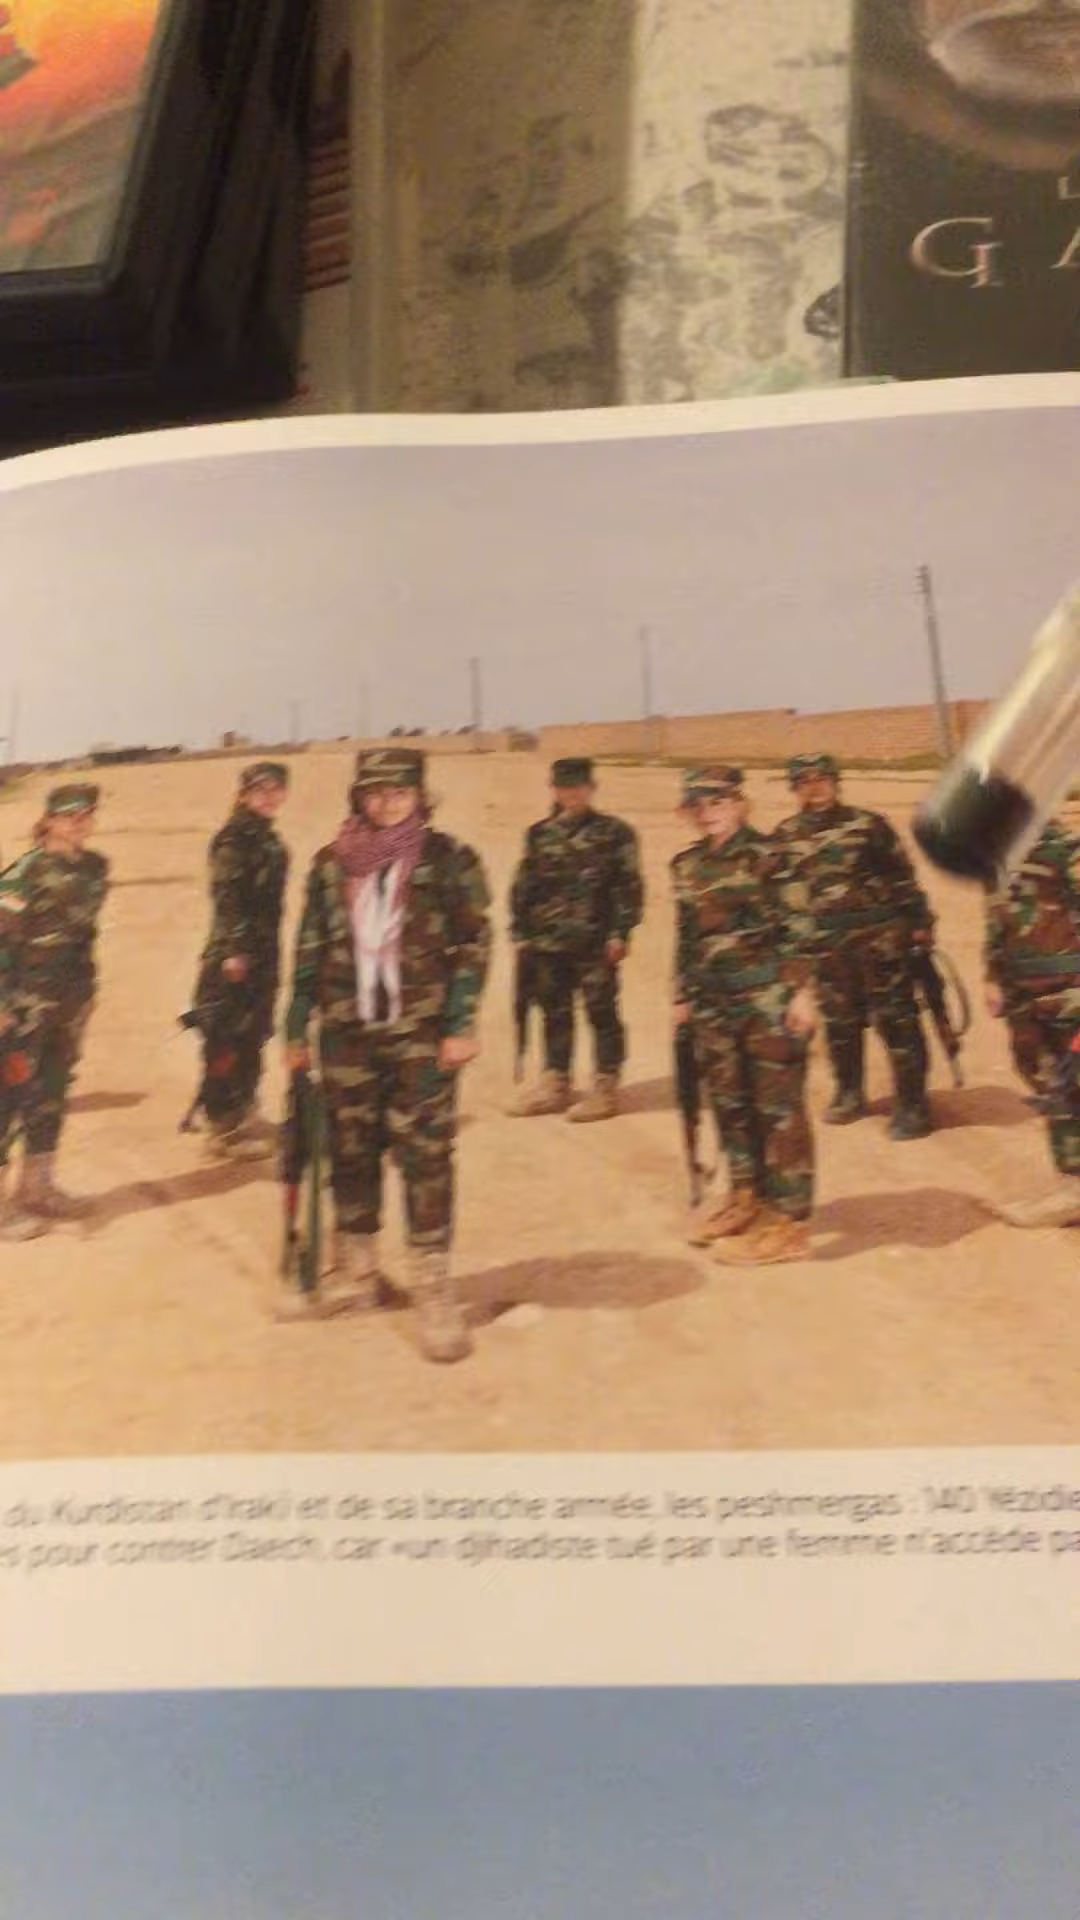 L
GA
du Kurdistan d'Irak) et de sa branche armée, les peshmergas : 140 Yézidie
es pour contrer Daech, car «un djihadiste tué par une femme n'accède pa